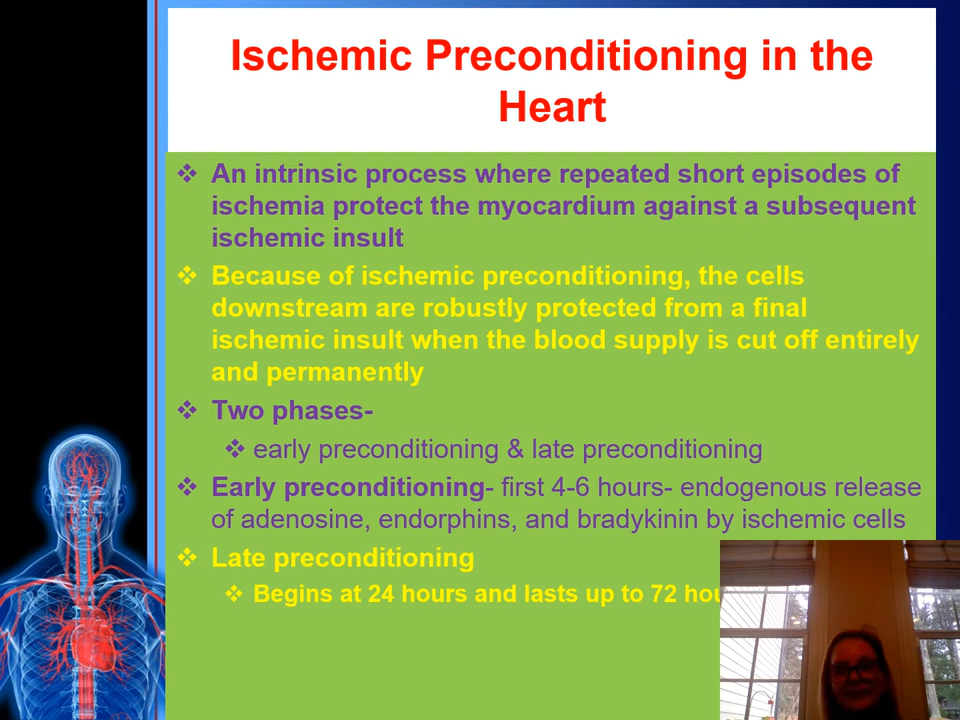 Ischemic Preconditioning in the
Heart
❖ An intrinsic process where repeated short episodes of
ischemia protect the myocardium against a subsequent
ischemic insult
❖ Because of ischemic preconditioning, the cells
downstream are robustly protected from a final
ischemic insult when the blood supply is cut off entirely
and permanently
❖ Two phases-
❖ early preconditioning & late preconditioning
❖ Early preconditioning- first 4-6 hours- endogenous release
of adenosine, endorphins, and bradykinin by ischemic cells
❖ Late preconditioning
❖ Begins at 24 hours and lasts up to 72